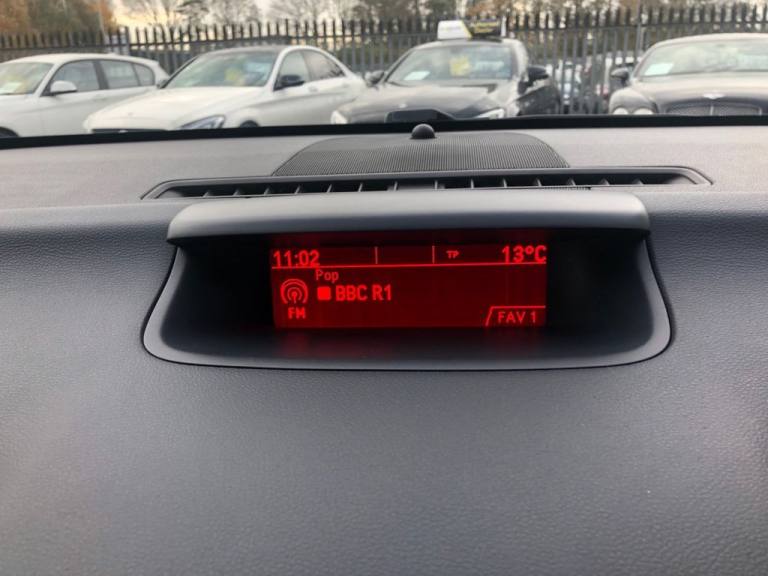 11:02 TP 13°C
Pop
BBC R1
FM FAV 1